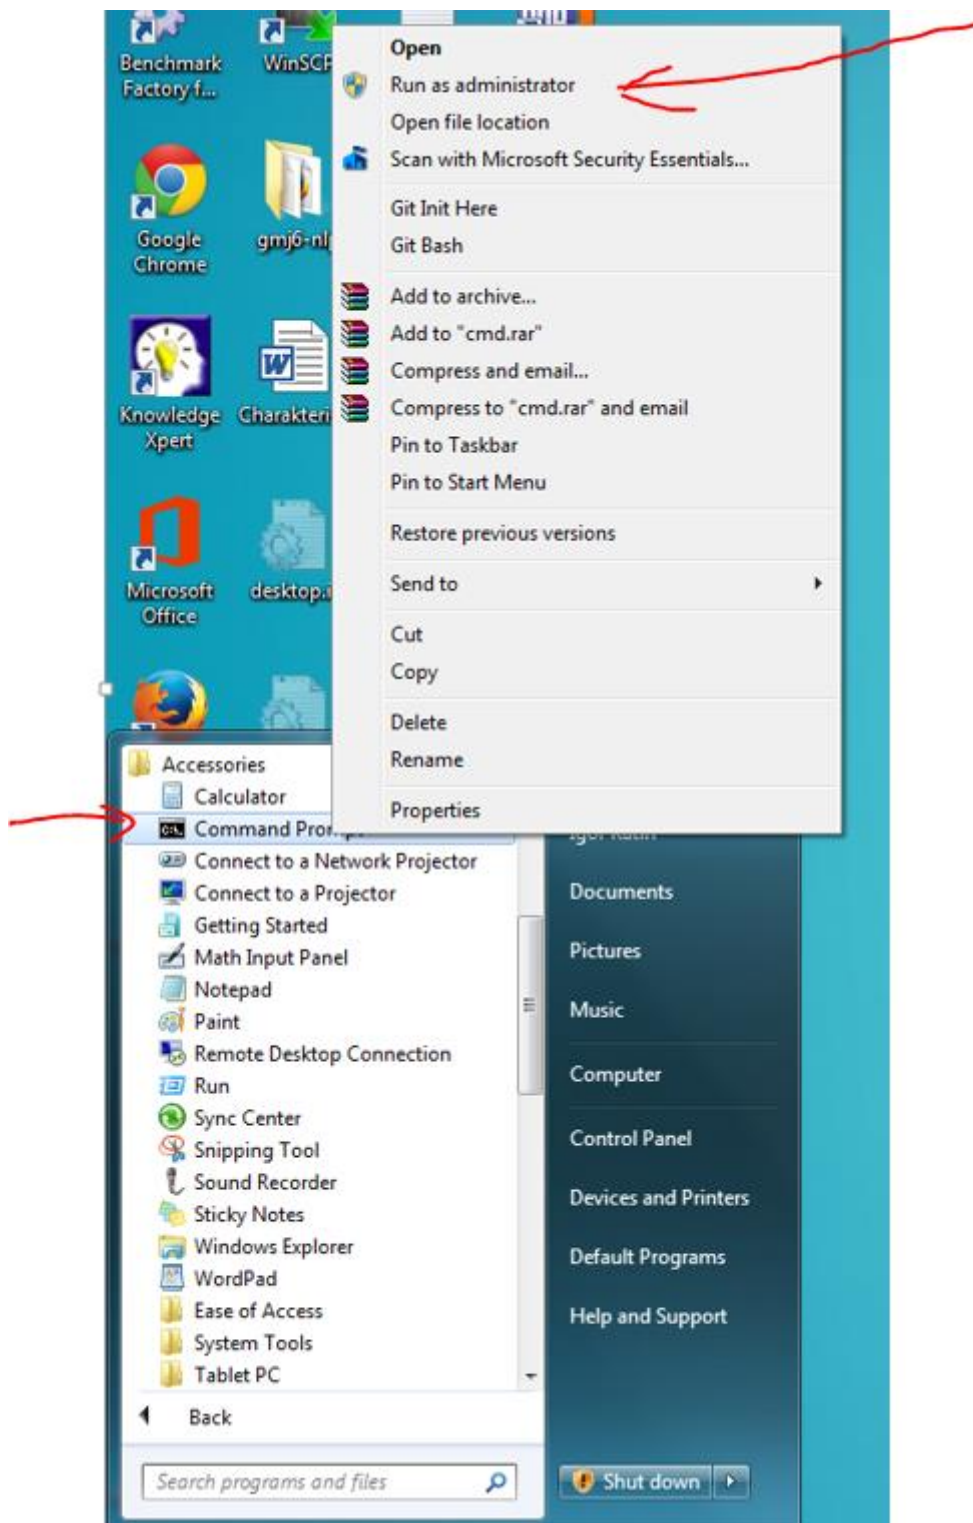 Benchmark
Factory f...
WinSCP
Google
Chrome
gmj6-nl
Knowledge
Xpert
Charakteri
Microsoft
Office
desktop.i
Open
Run as administrator
Open file location
Scan with Microsoft Security Essentials...
Git Init Here
Git Bash
Add to archive...
Add to "cmd.rar"
Compress and email...
Compress to "cmd.rar" and email
Pin to Taskbar
Pin to Start Menu
Restore previous versions
Send to
Cut
Copy
Delete
Rename
Properties
Accessories
Calculator
Command Prompt
Connect to a Network Projector
Connect to a Projector
Getting Started
Math Input Panel
Notepad
Paint
Remote Desktop Connection
Run
Sync Center
Snipping Tool
Sound Recorder
Sticky Notes
Windows Explorer
WordPad
Ease of Access
System Tools
Tablet PC
Back
Search programs and files
Documents
Pictures
Music
Computer
Control Panel
Devices and Printers
Default Programs
Help and Support
Shut down